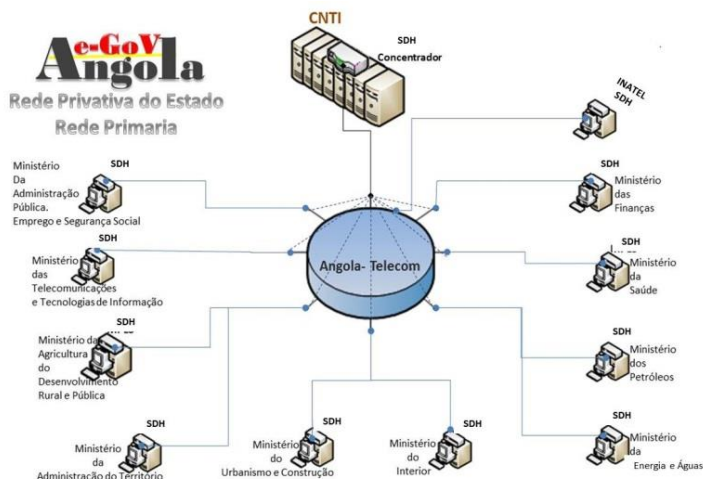 CNTI
SDH
Concentrador
e-GoV
Angola
Rede Privativa do Estado
Rede Primaria
INATEL
SDH
Ministério
Da
Administração
Pública.
Emprego e Segurança Social
SDH
SDH
Ministério
das
Finanças
SDH
Ministério
das
Telecomunicações
e Tecnologias de Informação
Angola- Telecom
SDH
Ministério
da
Saúde
SDH
Ministério da
Agricultura
do
Desenvolvimento
Rural e Pública
SDH
Ministério
dos
Petróleos
SDH
Ministério
da
Administração do Território
SDH
Ministério
do
Urbanismo e Construção
SDH
Ministério
do
Interior
SDH
Ministério
da
Energia e Águas